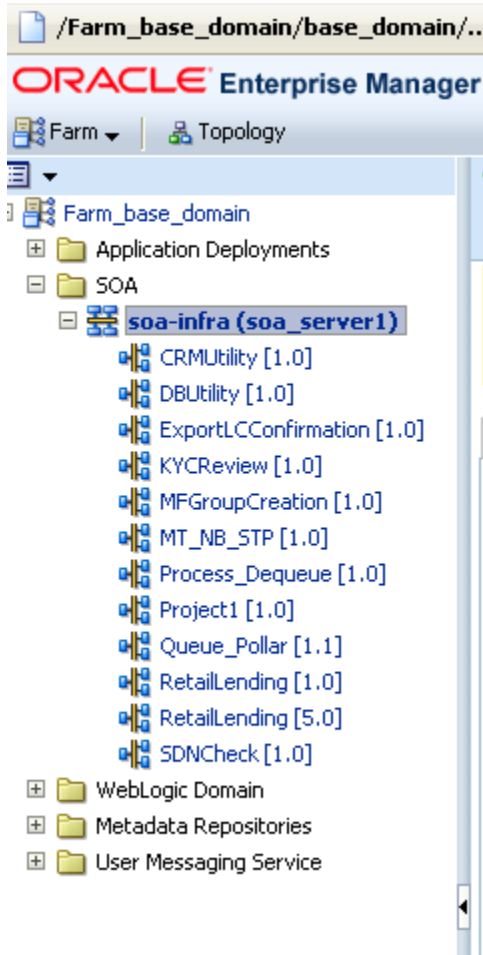 /Farm_base_domain/base_domain/..
ORACLE Enterprise Manager
Farm Topology
Farm_base_domain
Application Deployments
SOA
soa-infra (soa_server1)
CRMUtility [1.0]
DBUtility [1.0]
ExportLCConfirmation [1.0]
KYCReview [1.0]
MFGroupCreation [1.0]
MT_NB_STP [1.0]
Process_Dequeue [1.0]
Project1 [1.0]
Queue_Pollar [1.1]
RetailLending [1.0]
RetailLending [5.0]
SDNCheck [1.0]
WebLogic Domain
Metadata Repositories
User Messaging Service